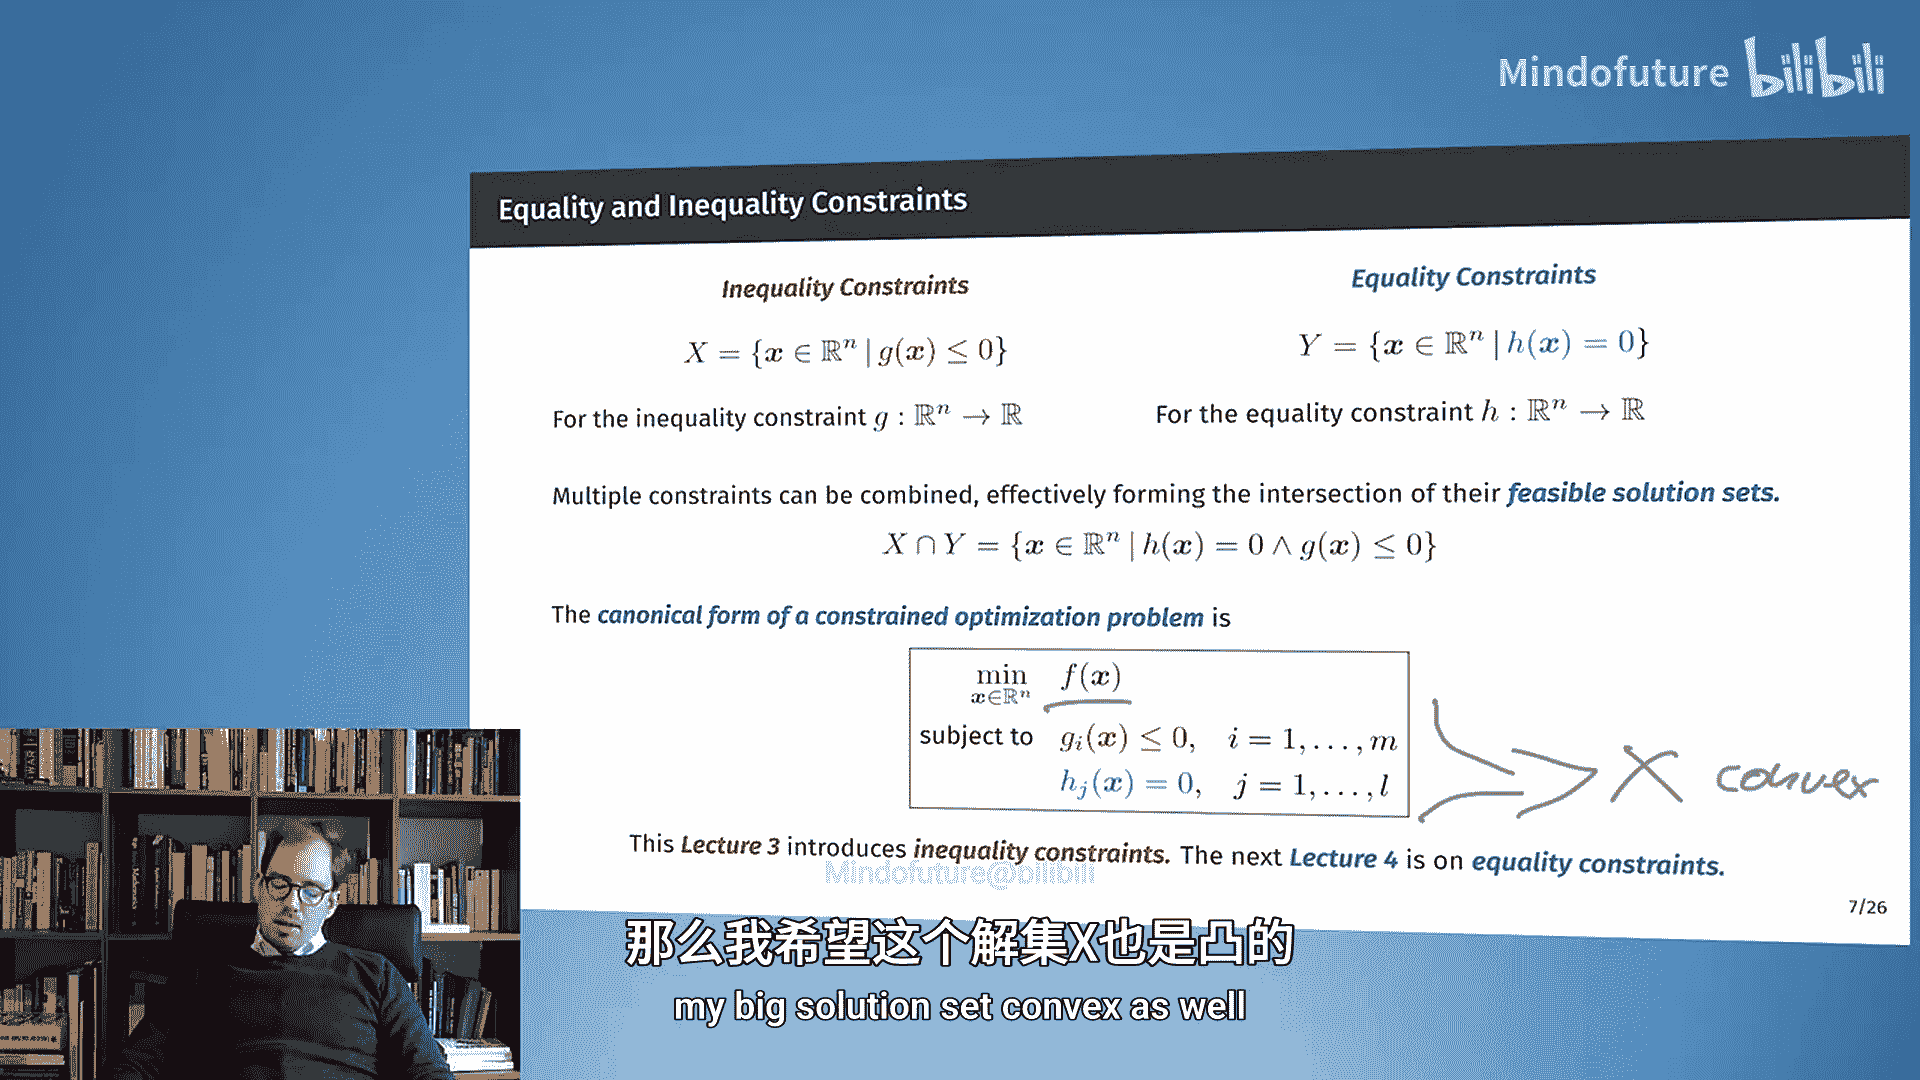 Mindofuture bilibili
Equality and Inequality Constraints
Inequality Constraints
X = {x ∈ ℝⁿ | g(x) ≤ 0}
For the inequality constraint g : ℝⁿ → ℝ
Equality Constraints
Y = {x ∈ ℝⁿ | h(x) = 0}
For the equality constraint h : ℝⁿ → ℝ
Multiple constraints can be combined, effectively forming the intersection of their feasible solution sets.
X ∩ Y = {x ∈ ℝⁿ | h(x) = 0 ∧ g(x) ≤ 0}
The canonical form of a constrained optimization problem is
min f(x)
x∈ℝⁿ
subject to gᵢ(x) ≤ 0, i = 1, . . . , m
hⱼ(x) = 0, j = 1, . . . , l
X convex
This Lecture 3 introduces inequality constraints. The next Lecture 4 is on equality constraints.
Mindofuture@bilibili
7/26
那么我希望这个解集X也是凸的
my big solution set convex as well